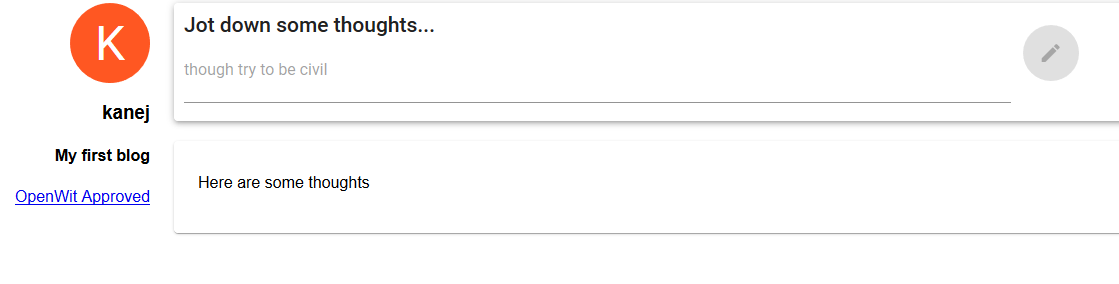 K
kanej
My first blog
OpenWit Approved
Jot down some thoughts...
though try to be civil
Here are some thoughts